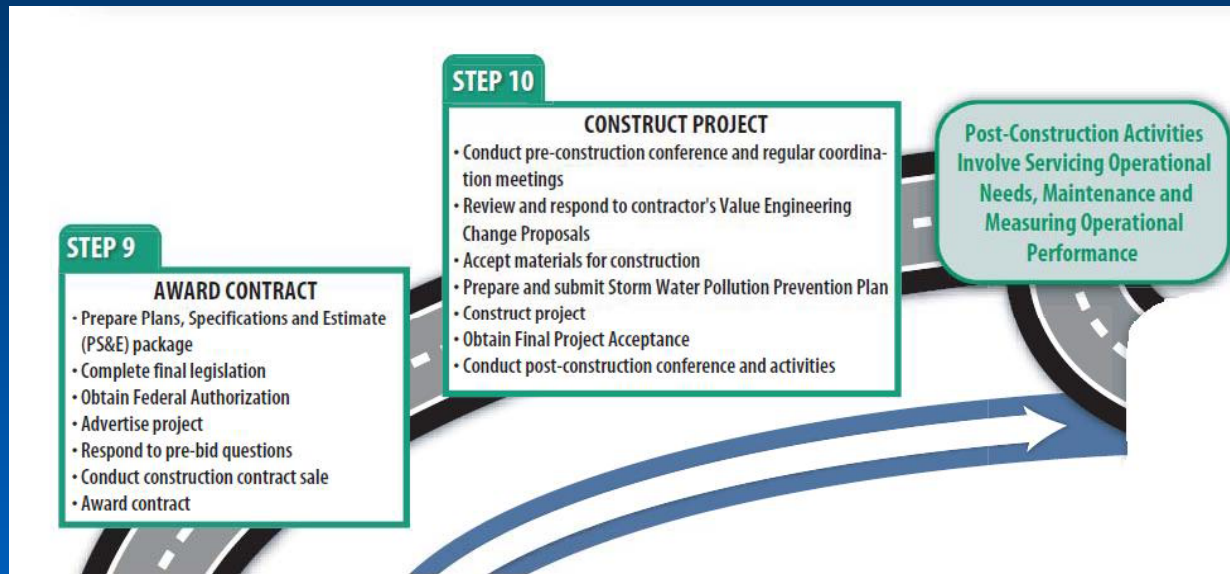 STEP 9
AWARD CONTRACT
• Prepare Plans, Specifications and Estimate
(PS&E) package
• Complete final legislation
• Obtain Federal Authorization
• Advertise project
• Respond to pre-bid questions
• Conduct construction contract sale
• Award contract
STEP 10
CONSTRUCT PROJECT
• Conduct pre-construction conference and regular coordina-
tion meetings
• Review and respond to contractor's Value Engineering
Change Proposals
• Accept materials for construction
• Prepare and submit Storm Water Pollution Prevention Plan
• Construct project
• Obtain Final Project Acceptance
• Conduct post-construction conference and activities
Post-Construction Activities
Involve Servicing Operational
Needs, Maintenance and
Measuring Operational
Performance